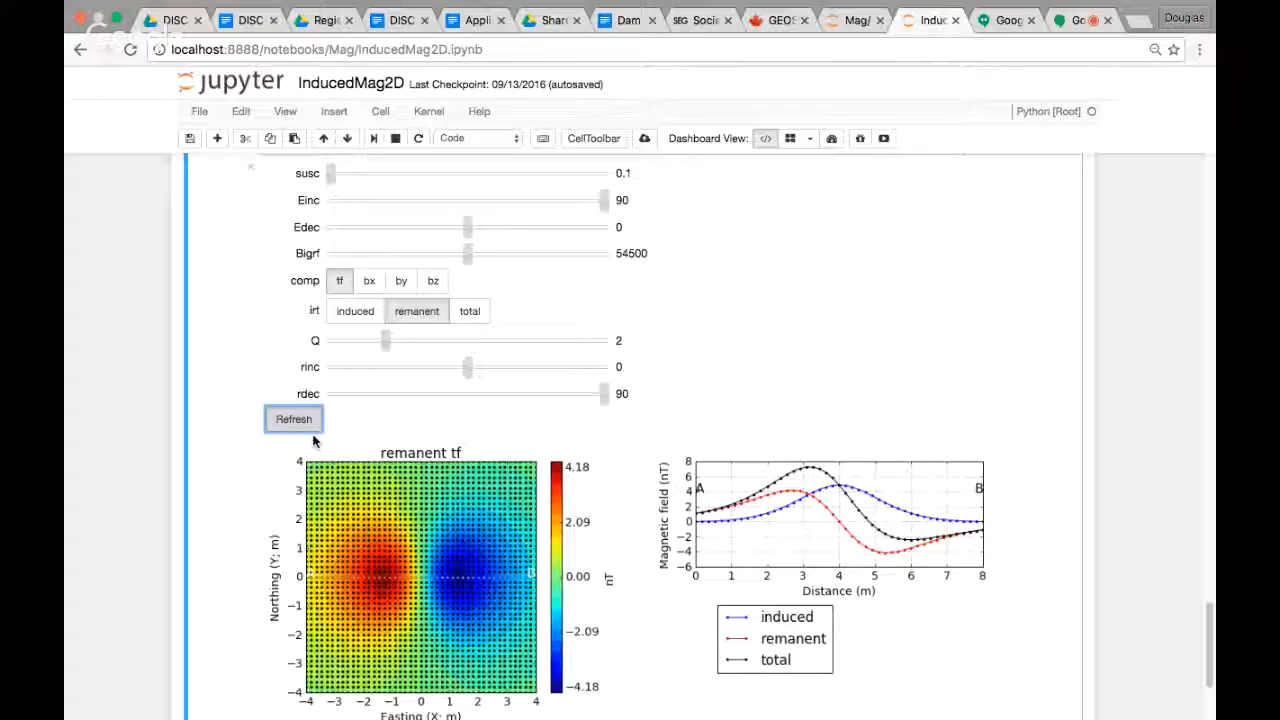 DISC DISC Regi DISC Appli Shari Dam SEG Socie GEOS Mag/ Induc Goog Go Douglas
localhost:8888/notebooks/Mag/InducedMag2D.ipynb
Google
jupyter InducedMag2D Last Checkpoint: 09/13/2016 (autosaved)
File Edit View Insert Cell Kernel Help Python [Root]
Code CellToolbar Dashboard View:
susc 0.1
Einc 90
Edec 0
Bigrf 54500
comp tf bx by bz
irt induced remanent total
Q 2
rinc 0
rdec 90
Refresh
remanent tf
4
3
2
1
0
−1
−2
−3
−4
Northing (Y; m)
−4 −3 −2 −1 0 1 2 3 4
Easting (X; m)
4.18
2.09
0.00
−2.09
−4.18
nT
8
6
4
2
0
−2
−4
−6
Magnetic field (nT)
A B
0 1 2 3 4 5 6 7 8
Distance (m)
induced
remanent
total